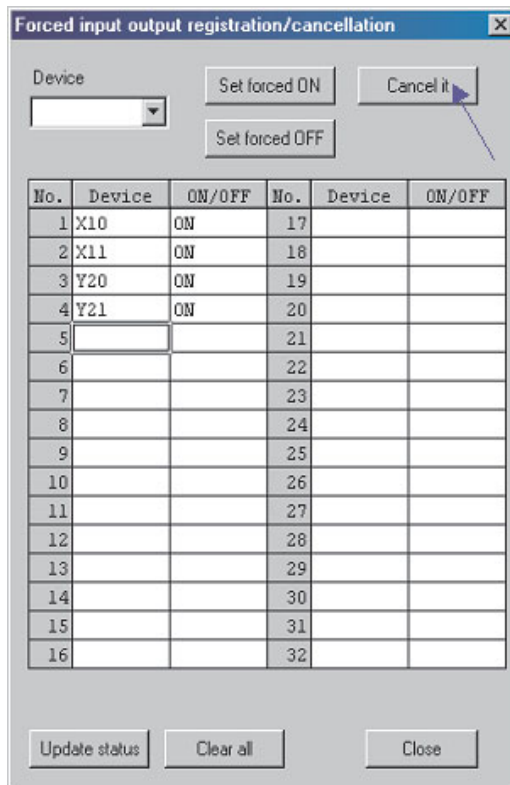 Forced input output registration/cancellation
Device
Set forced ON
Cancel it
Set forced OFF
No. Device ON/OFF No. Device ON/OFF
1 X10 ON 17
2 X11 ON 18
3 Y20 ON 19
4 Y21 ON 20
5 21
6 22
7 23
8 24
9 25
10 26
11 27
12 28
13 29
14 30
15 31
16 32
Update status
Clear all
Close